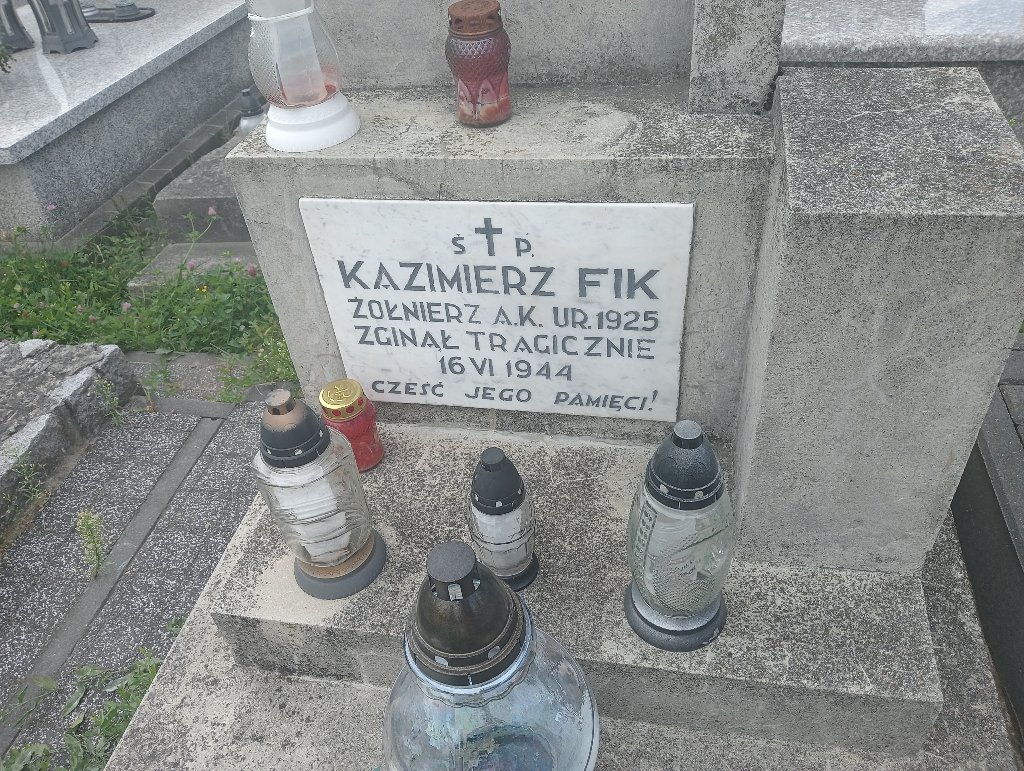 Ś † P.
KAZIMIERZ FIK
ŻOŁNIERZ A.K. UR. 1925
ZGINĄŁ TRAGICZNIE
16 VI 1944
CZEŚĆ JEGO PAMIĘCI!